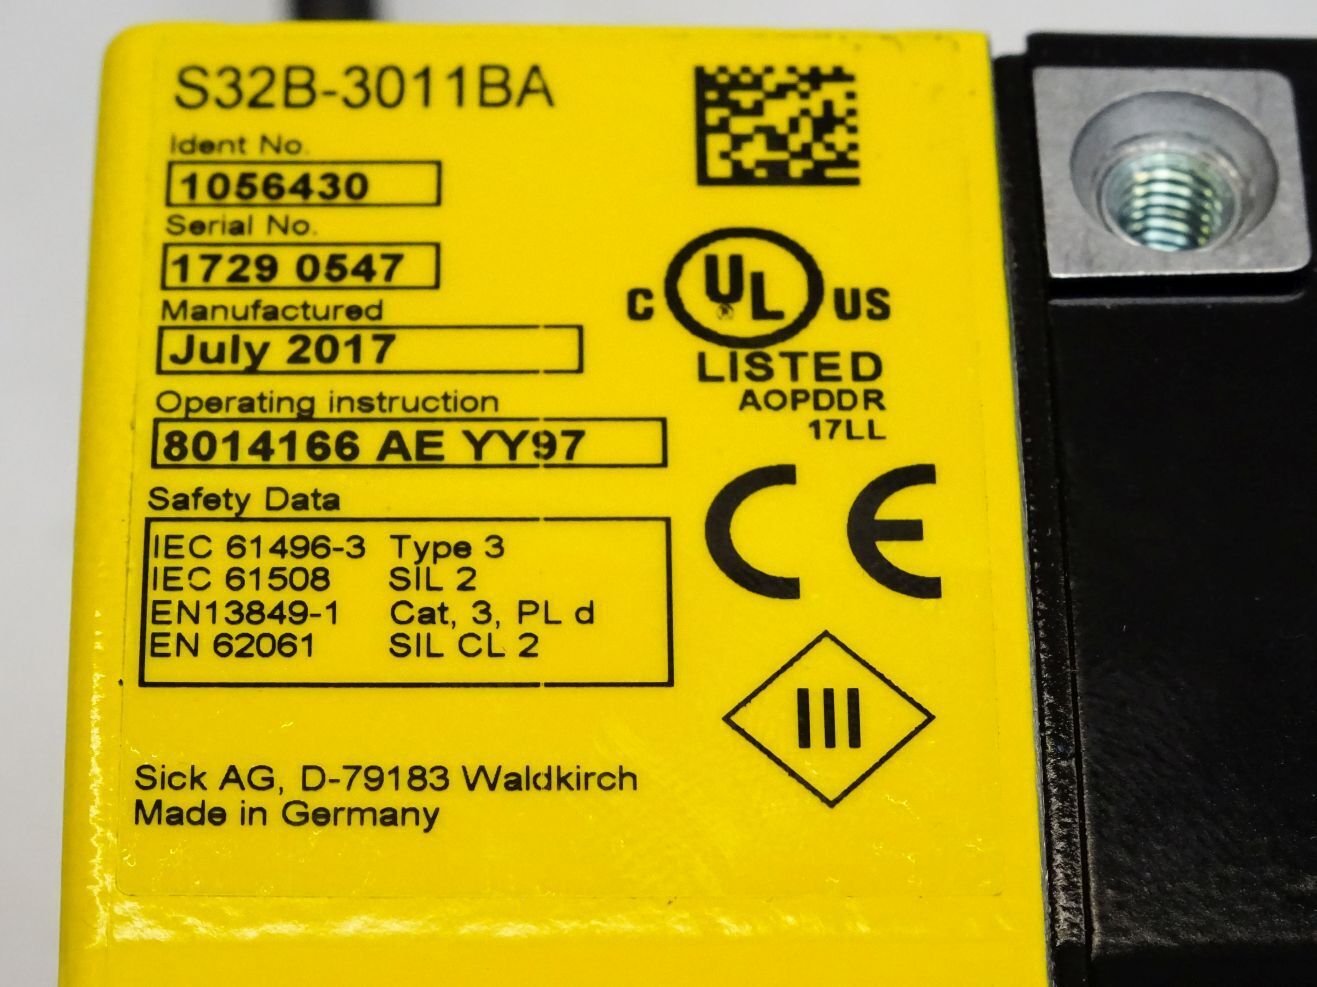 S32B-3011BA
Ident No.
1056430
Serial No.
1729 0547
Manufactured
July 2017
Operating instruction
8014166 AE YY97
Safety Data
IEC 61496-3 Type 3
IEC 61508 SIL 2
EN13849-1 Cat, 3, PL d
EN 62061 SIL CL 2
Sick AG, D-79183 Waldkirch
Made in Germany
C UL® US
LISTED
AOPDDR
17LL
CE
III